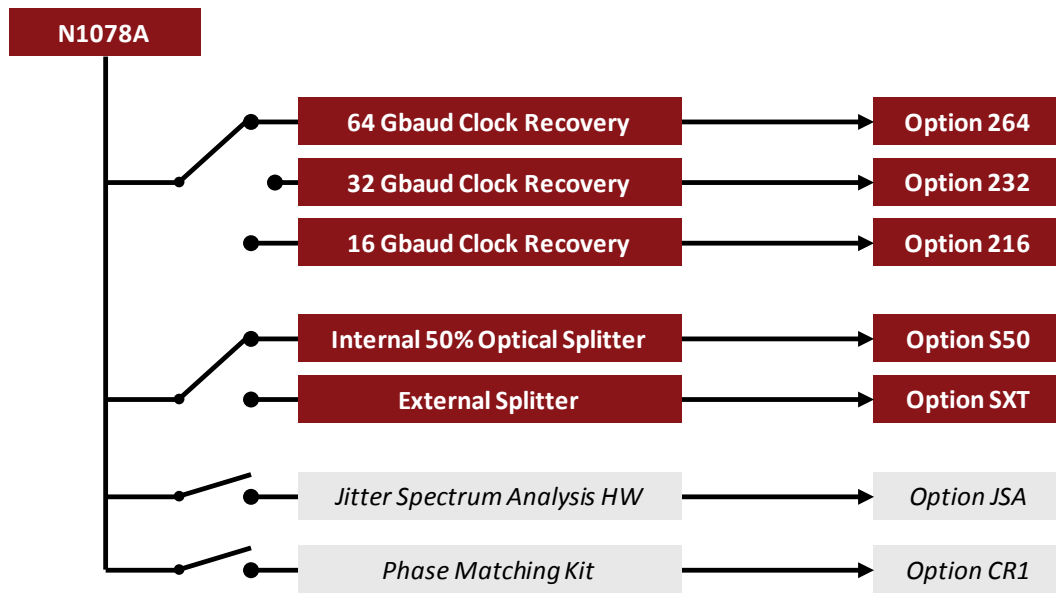 N1078A
64 Gbaud Clock Recovery Option 264
32 Gbaud Clock Recovery Option 232
16 Gbaud Clock Recovery Option 216
Internal 50% Optical Splitter Option S50
External Splitter Option SXT
Jitter Spectrum Analysis HW Option JSA
Phase Matching Kit Option CR1